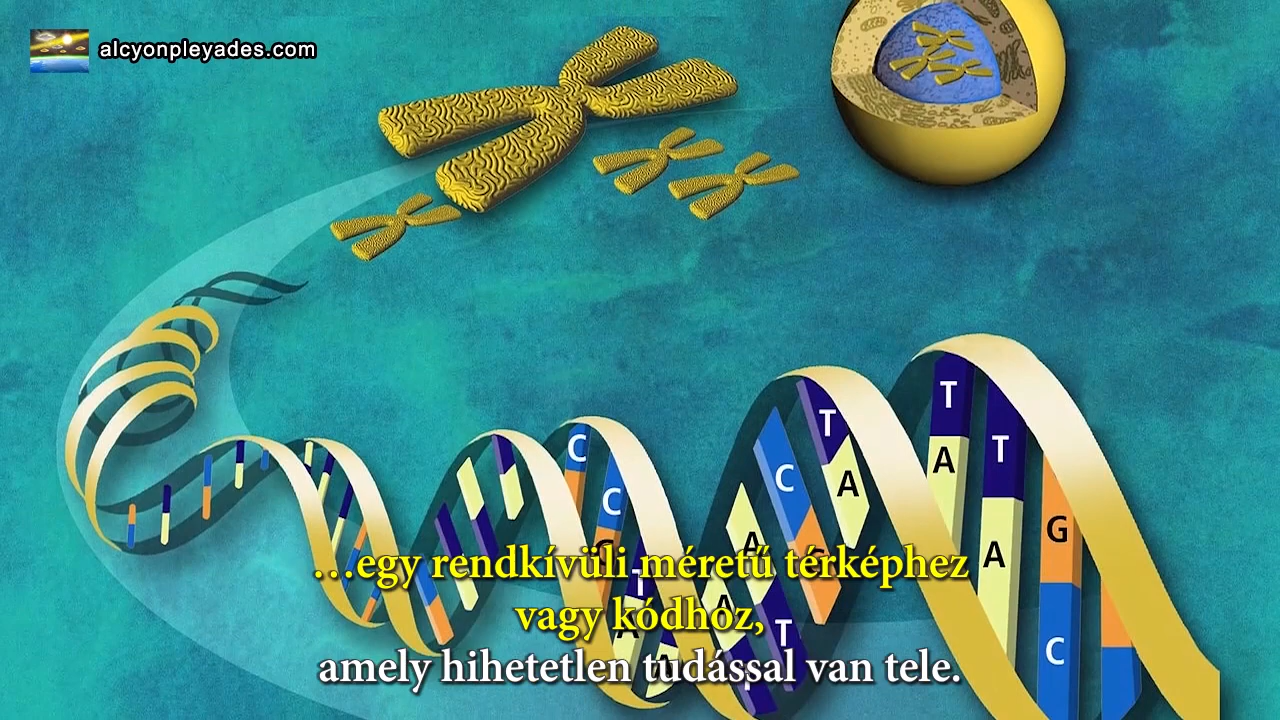 alcyonpleyades.com
T
T
T
C
A
A
C
C
A
G
A
G
T
A
T
A
C
…egy rendkívüli méretű térképhez
vagy kódhoz,
amely hihetetlen tudással van tele.